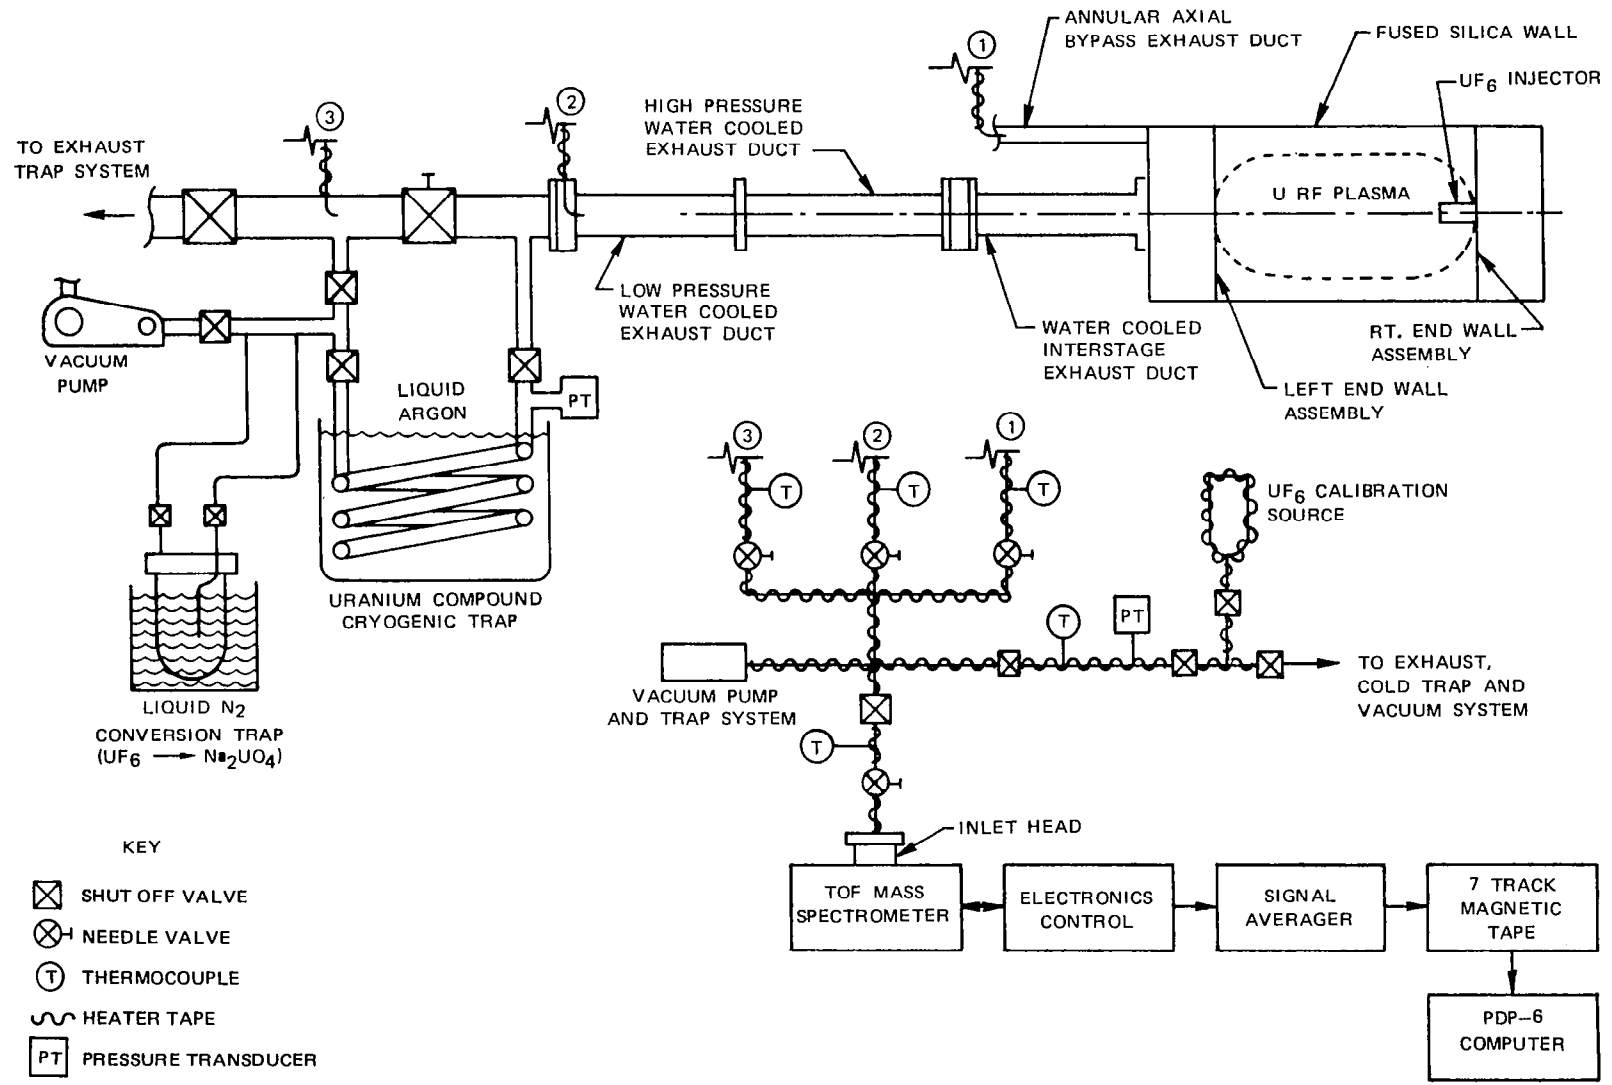 ANNULAR AXIAL
BYPASS EXHAUST DUCT
FUSED SILICA WALL
UF6 INJECTOR
1
2
3
HIGH PRESSURE
WATER COOLED
EXHAUST DUCT
TO EXHAUST
TRAP SYSTEM
U RF PLASMA
LOW PRESSURE
WATER COOLED
EXHAUST DUCT
WATER COOLED
INTERSTAGE
EXHAUST DUCT
RT. END WALL
ASSEMBLY
LEFT END WALL
ASSEMBLY
VACUUM
PUMP
LIQUID
ARGON
PT
3
2
1
T
T
T
UF6 CALIBRATION
SOURCE
URANIUM COMPOUND
CRYOGENIC TRAP
T
PT
LIQUID N2
CONVERSION TRAP
(UF6 → Na2UO4)
VACUUM PUMP
AND TRAP SYSTEM
TO EXHAUST,
COLD TRAP AND
VACUUM SYSTEM
T
INLET HEAD
TOF MASS
SPECTROMETER
ELECTRONICS
CONTROL
SIGNAL
AVERAGER
7 TRACK
MAGNETIC
TAPE
PDP-6
COMPUTER
KEY
SHUT OFF VALVE
NEEDLE VALVE
T THERMOCOUPLE
HEATER TAPE
PT PRESSURE TRANSDUCER